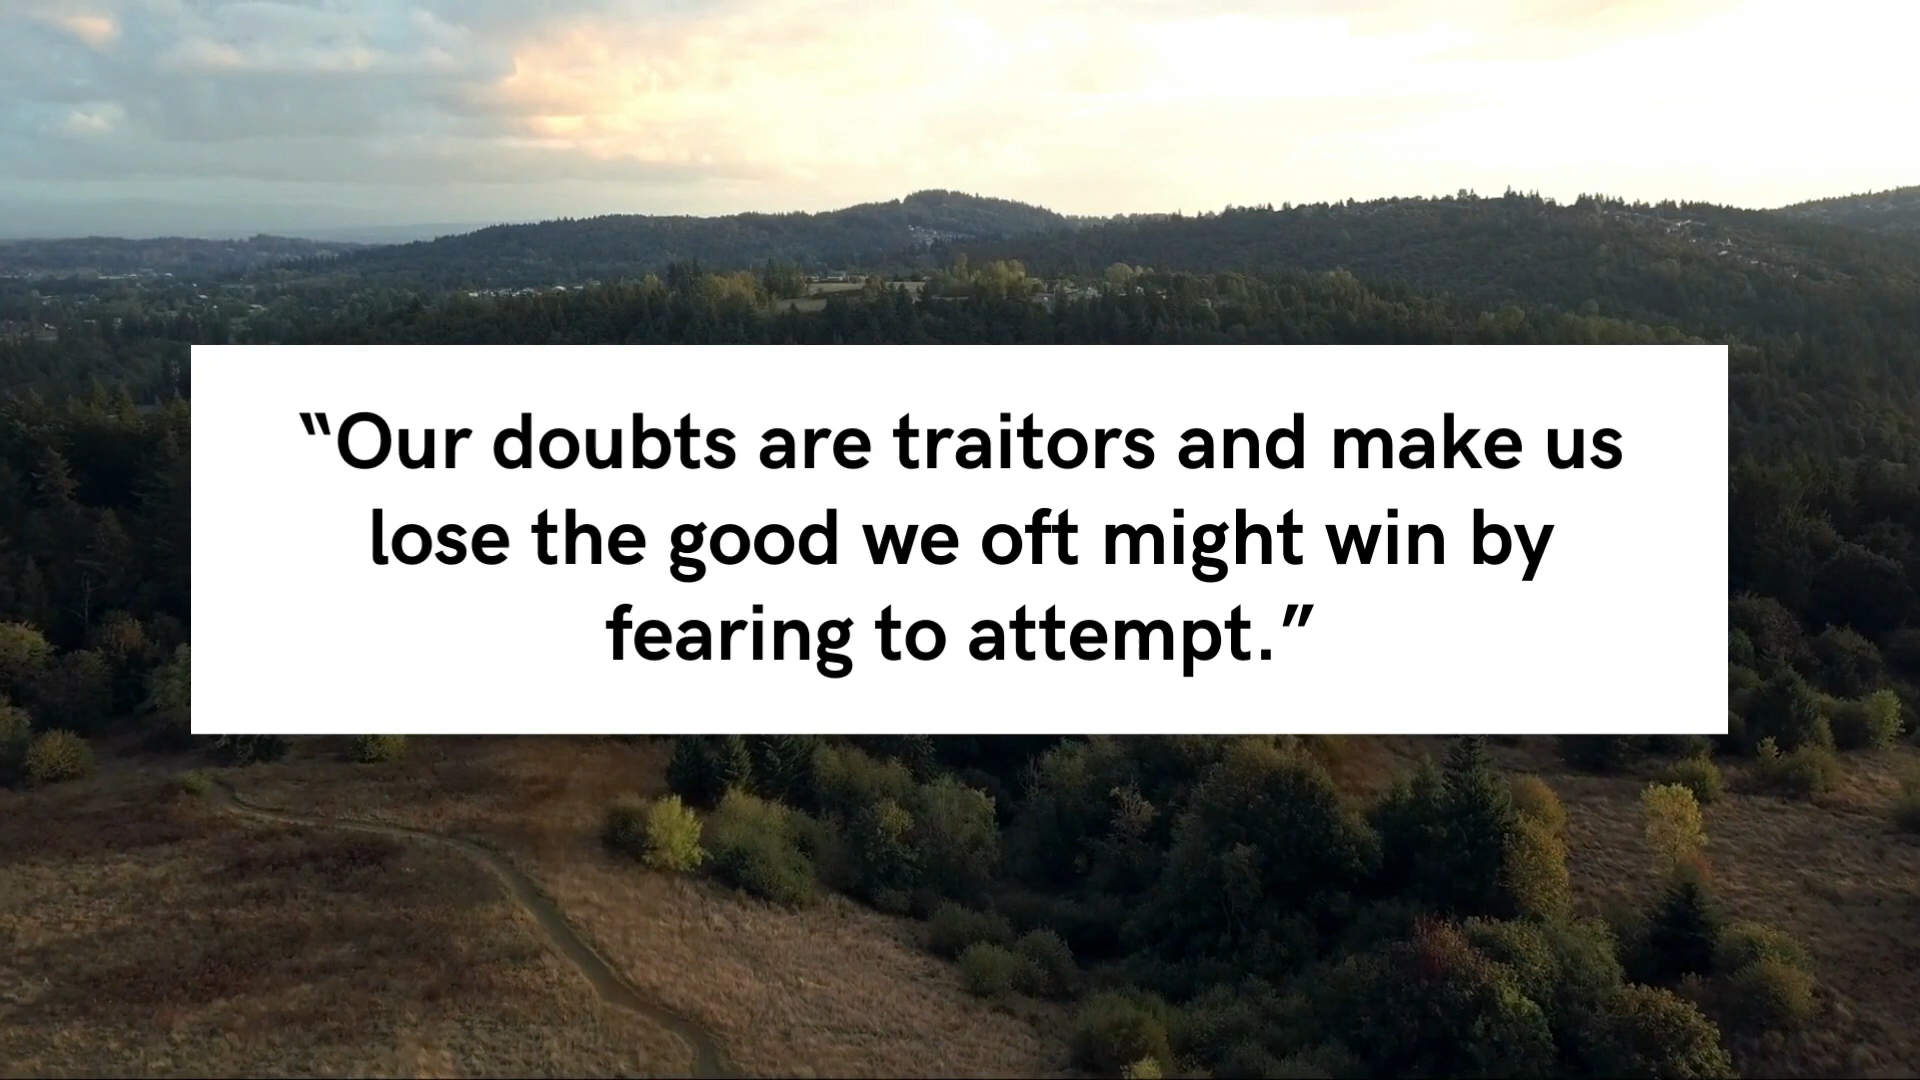 “Our doubts are traitors and make us
lose the good we oft might win by
fearing to attempt.”